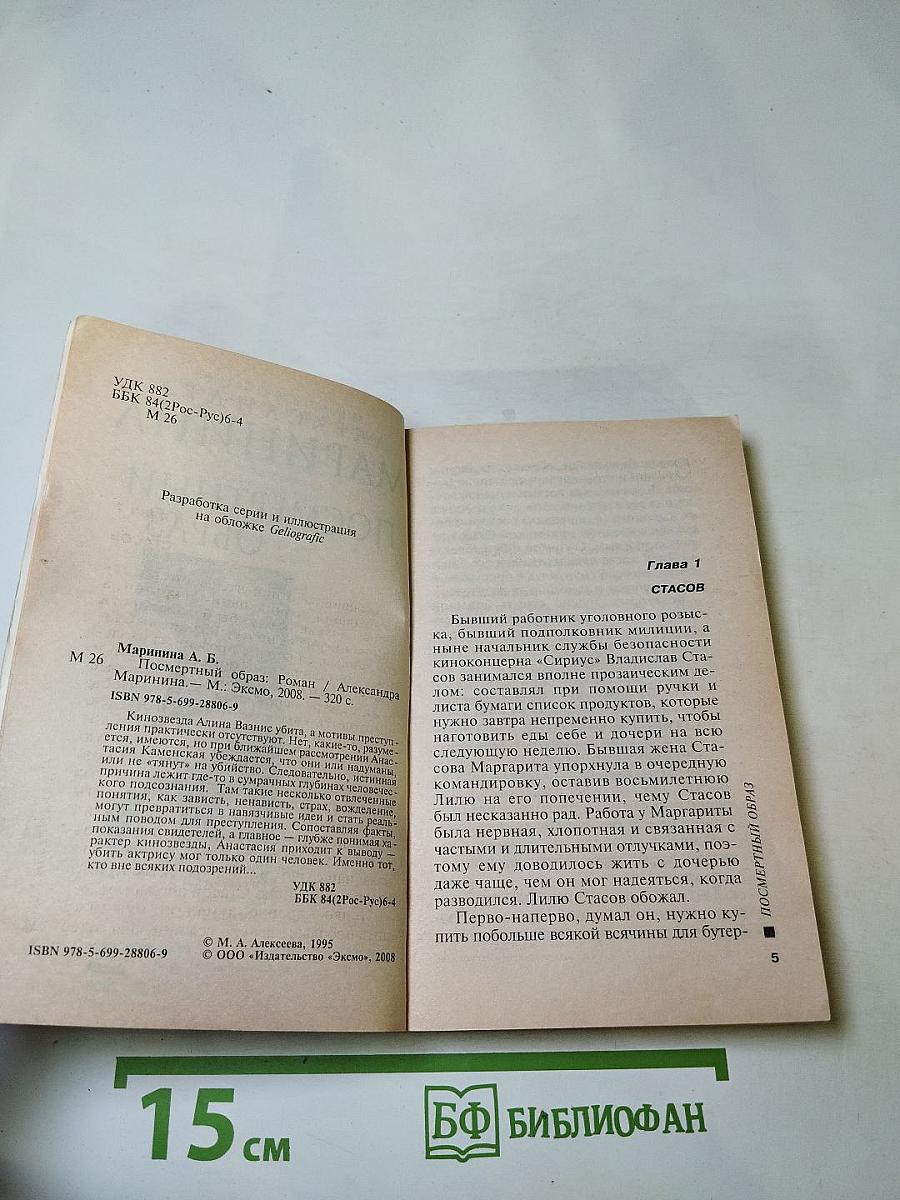 УДК 882
ББК 84(2Рос-Рус)6-4
М 26
Разработка серии и иллюстрация
на обложке Geliografic
Маринина А. Б.
М 26 Посмертный образ: Роман / Александра
Маринина.— М.: Эксмо, 2008. — 320 с.
ISBN 978-5-699-28806-9
Кинозвезда Алина Вазнис убита, а мотивы преступ-
ления практически отсутствуют. Нет, какие-то, разуме-
ется, имеются, но при ближайшем рассмотрении Анас-
тасия Каменская убеждается, что они или надуманы,
или не «тянут» на убийство. Следовательно, истинная
причина лежит где-то в сумрачных глубинах человечес-
кого подсознания. Там такие несколько отвлеченные
понятия, как зависть, ненависть, страх, вожделение,
могут превратиться в навязчивые идеи и стать реаль-
ным поводом для преступления. Сопоставляя факты,
показания свидетелей, а главное — глубже понимая ха-
рактер кинозвезды, Анастасия приходит к выводу —
убить актрису мог только один человек. Именно тот,
кто вне всяких подозрений...
УДК 882
ББК 84(2Рос-Рус)6-4
© М. А. Алексеева, 1995
ISBN 978-5-699-28806-9 © ООО «Издательство «Эксмо», 2008
Глава 1
СТАСОВ
Бывший работник уголовного розыс-
ка, бывший подполковник милиции, а
ныне начальник службы безопасности
киноконцерна «Сириус» Владислав Ста-
сов занимался вполне прозаическим де-
лом: составлял при помощи ручки и
листа бумаги список продуктов, которые
нужно завтра непременно купить, чтобы
наготовить еды себе и дочери на всю
следующую неделю. Бывшая жена Ста-
сова Маргарита упорхнула в очередную
командировку, оставив восьмилетнюю
Лилю на его попечении, чему Стасов
был несказанно рад. Работа у Маргариты
была нервная, хлопотная и связанная с
частыми и длительными отлучками, поэ-
тому ему доводилось жить с дочерью
даже чаще, чем он мог надеяться, когда
разводился. Лилю Стасов обожал.
Перво-наперво, думал он, нужно ку-
пить побольше всякой всячины для бутер-
ПОСМЕРТНЫЙ ОБРАЗ
5
15 см
БФ БИБЛИОФАН